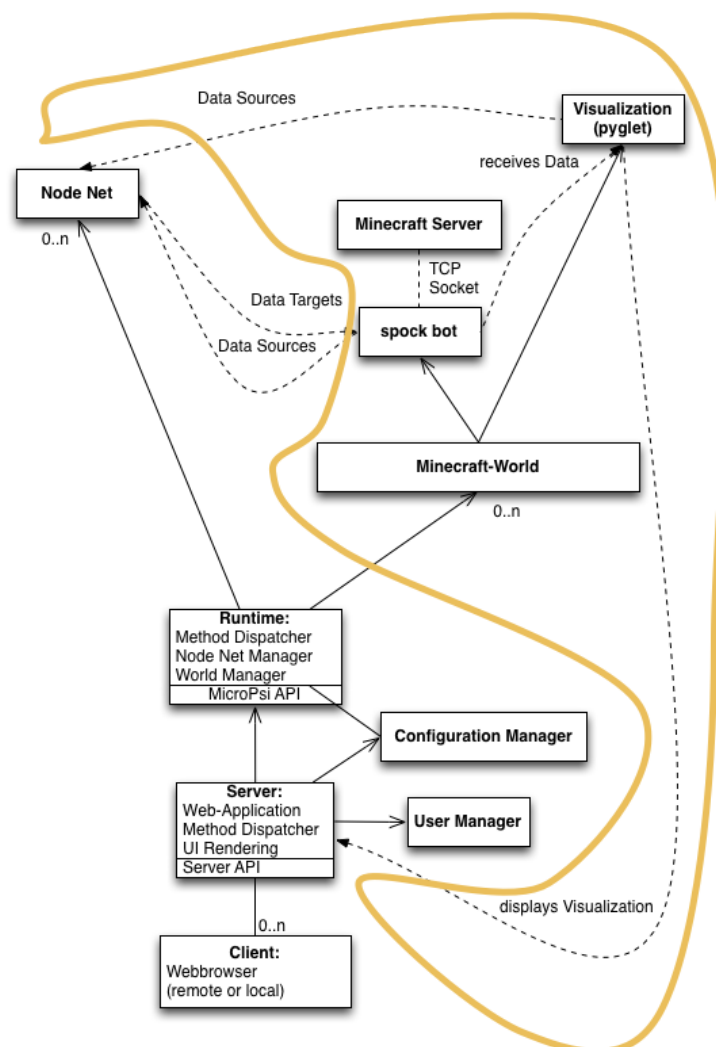 Data Sources
Visualization
(pyglet)
receives Data
Node Net
0..n
Minecraft Server
TCP
Socket
Data Targets
spock bot
Data Sources
Minecraft-World
0..n
Runtime:
Method Dispatcher
Node Net Manager
World Manager
MicroPsi API
Configuration Manager
Server:
Web-Application
Method Dispatcher
UI Rendering
Server API
User Manager
displays Visualization
0..n
Client:
Webbrowser
(remote or local)